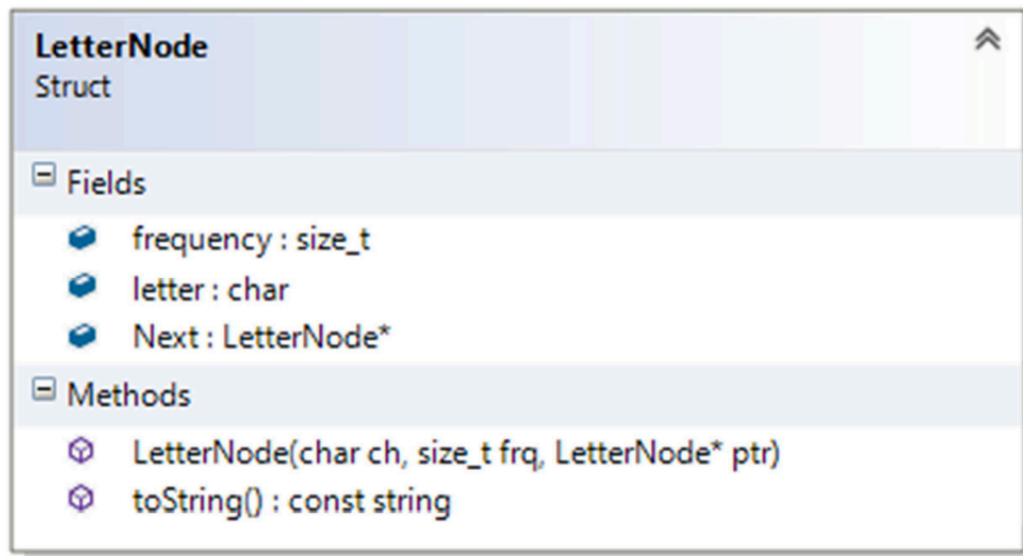 LetterNode
Struct
Fields
frequency : size_t
letter : char
Next : LetterNode*
Methods
LetterNode(char ch, size_t frq, LetterNode* ptr)
toString() : const string